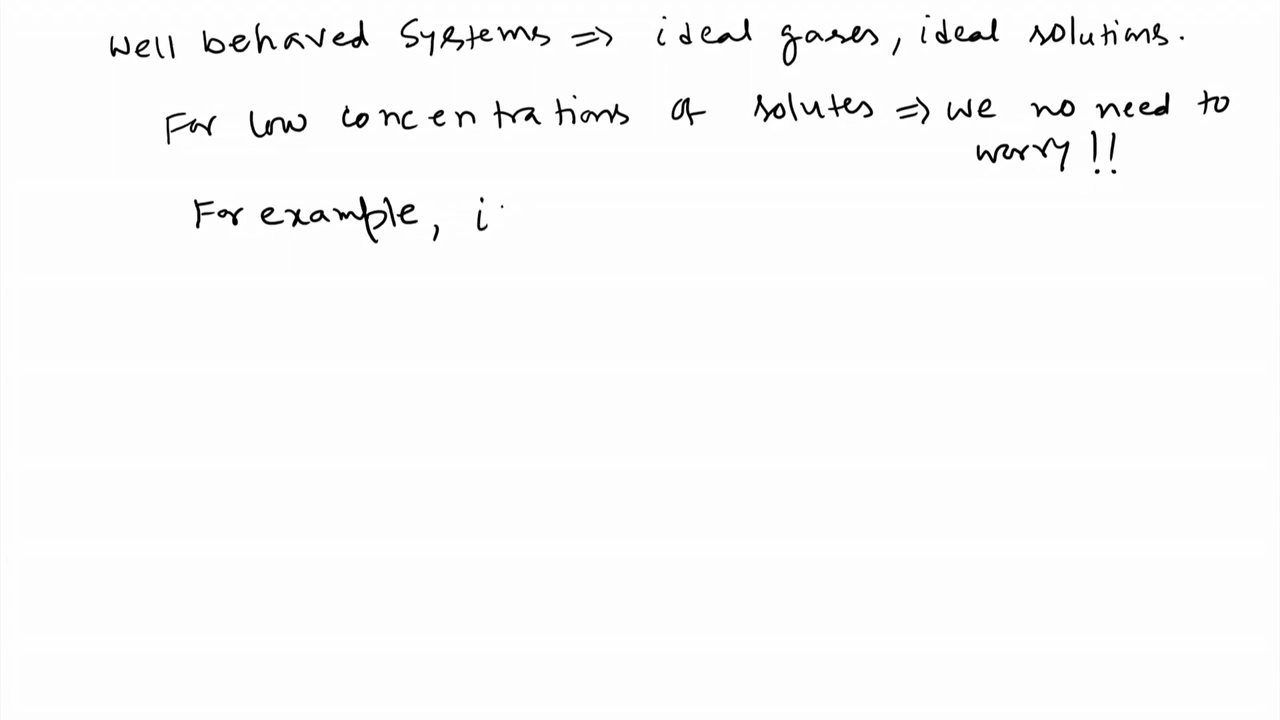 Well behaved Systems => ideal gases, ideal solutions.
For low concentrations of solutes => we no need to
worry !!
For example, i